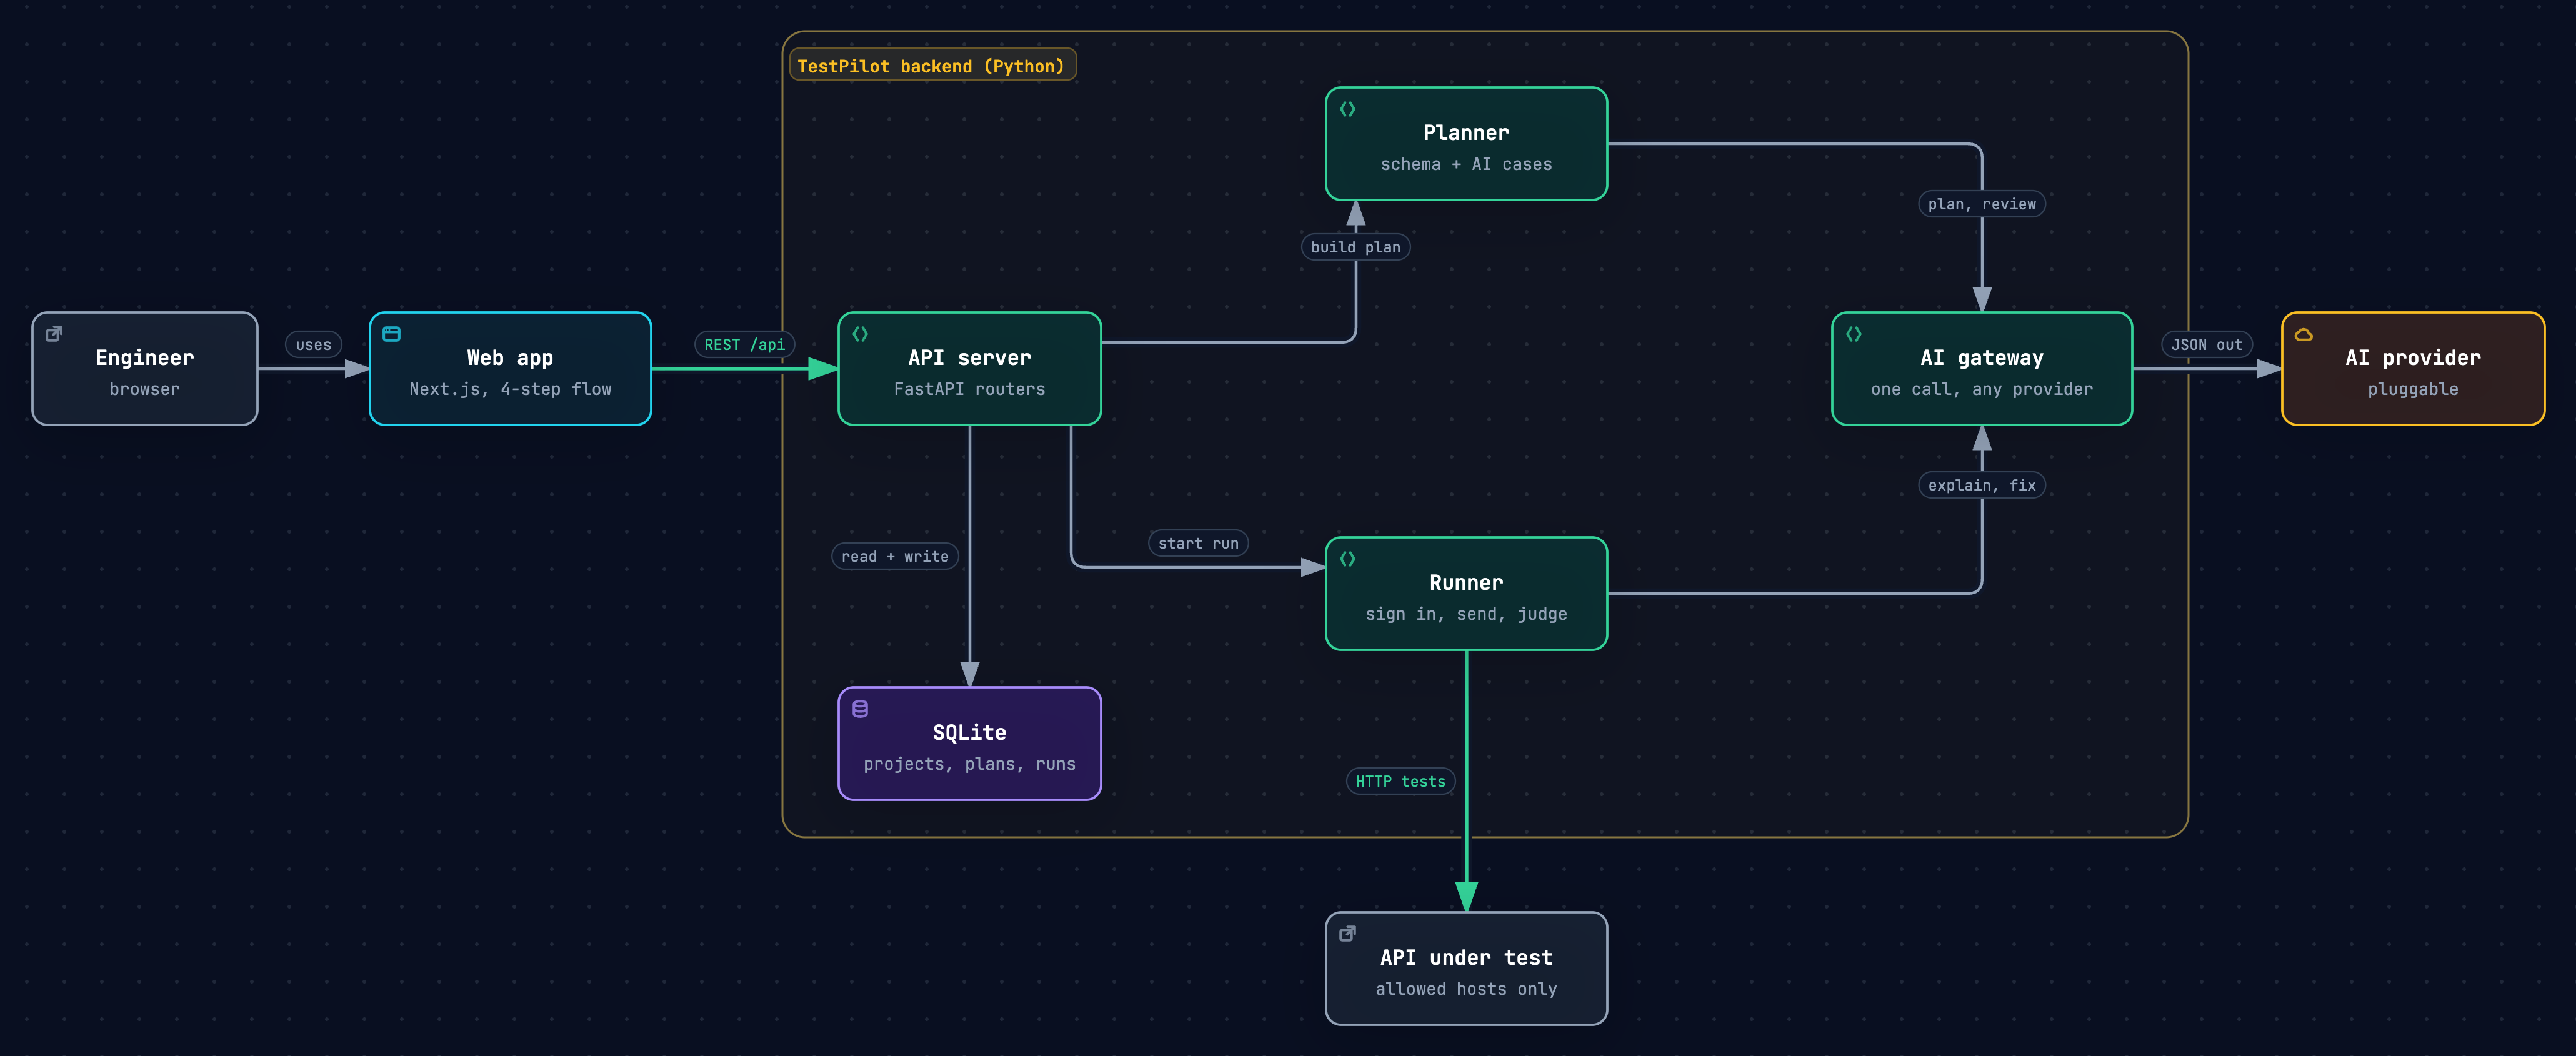 TestPilot backend (Python)
Planner
schema + AI cases
plan, review
build plan
Engineer
browser
uses
Web app
Next.js, 4-step flow
REST /api
API server
FastAPI routers
AI gateway
one call, any provider
JSON out
AI provider
pluggable
explain, fix
read + write
start run
Runner
sign in, send, judge
SQLite
projects, plans, runs
HTTP tests
API under test
allowed hosts only